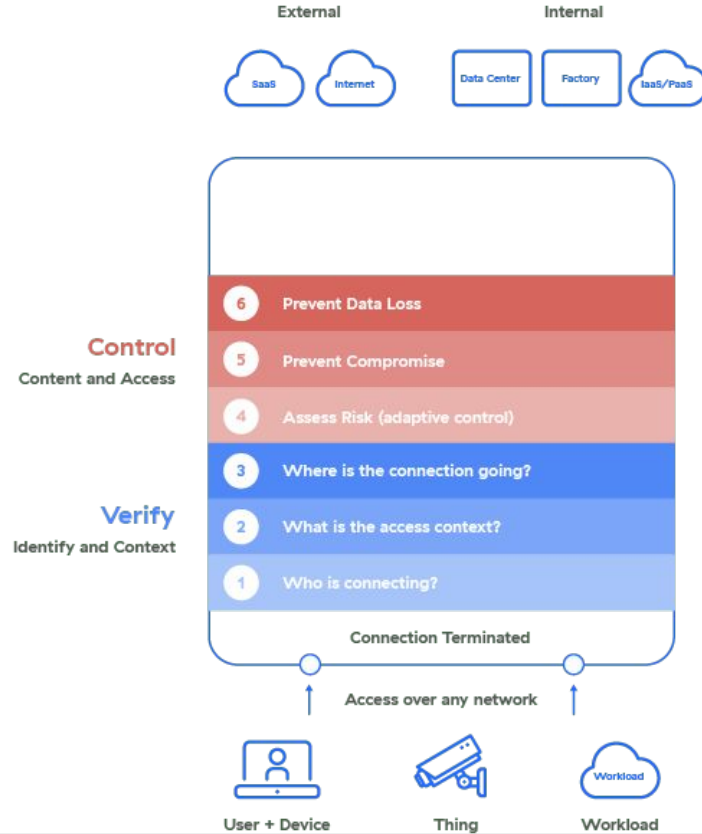 External
Internal
SaaS
Internet
Data Center
Factory
IaaS/PaaS
6
Prevent Data Loss
Control
5
Prevent Compromise
Content and Access
4
Assess Risk (adaptive control)
3
Where is the connection going?
Verify
2
What is the access context?
Identify and Context
1
Who is connecting?
Connection Terminated
Access over any network
Workload
User + Device
Thing
Workload